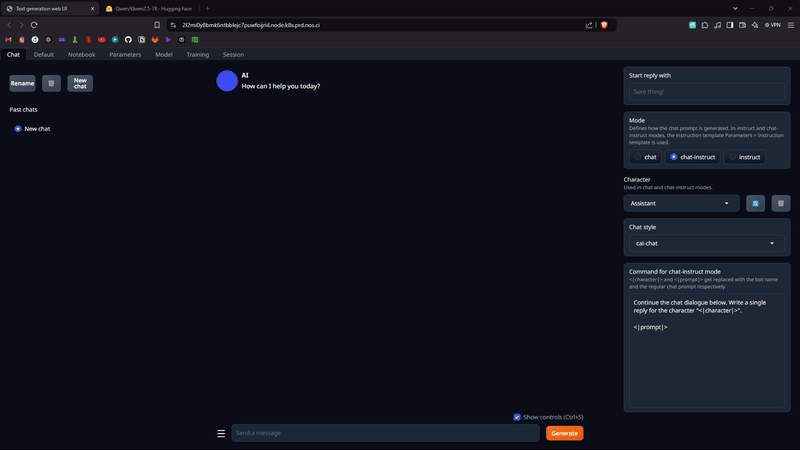 Text generation web UI
Qwen/Qwen2.5-7B · Hugging Face
VPN
Chat
Default
Notebook
Parameters
Model
Training
Session
Rename
New chat
Past chats
New chat
AI
How can I help you today?
Start reply with
Sure thing!
Mode
Defines how the chat prompt is generated. In instruct and chat-
instruct modes, the instruction template Parameters > Instruction
template is used.
chat
chat-instruct
instruct
Character
Used in chat and chat-instruct modes.
Assistant
Chat style
cai-chat
Command for chat-instruct mode
<|character|> and <|prompt|> get replaced with the bot name
and the regular chat prompt respectively.
Continue the chat dialogue below. Write a single
reply for the character "<|character|>".
<|prompt|>
Show controls (Ctrl+S)
Send a message
Generate